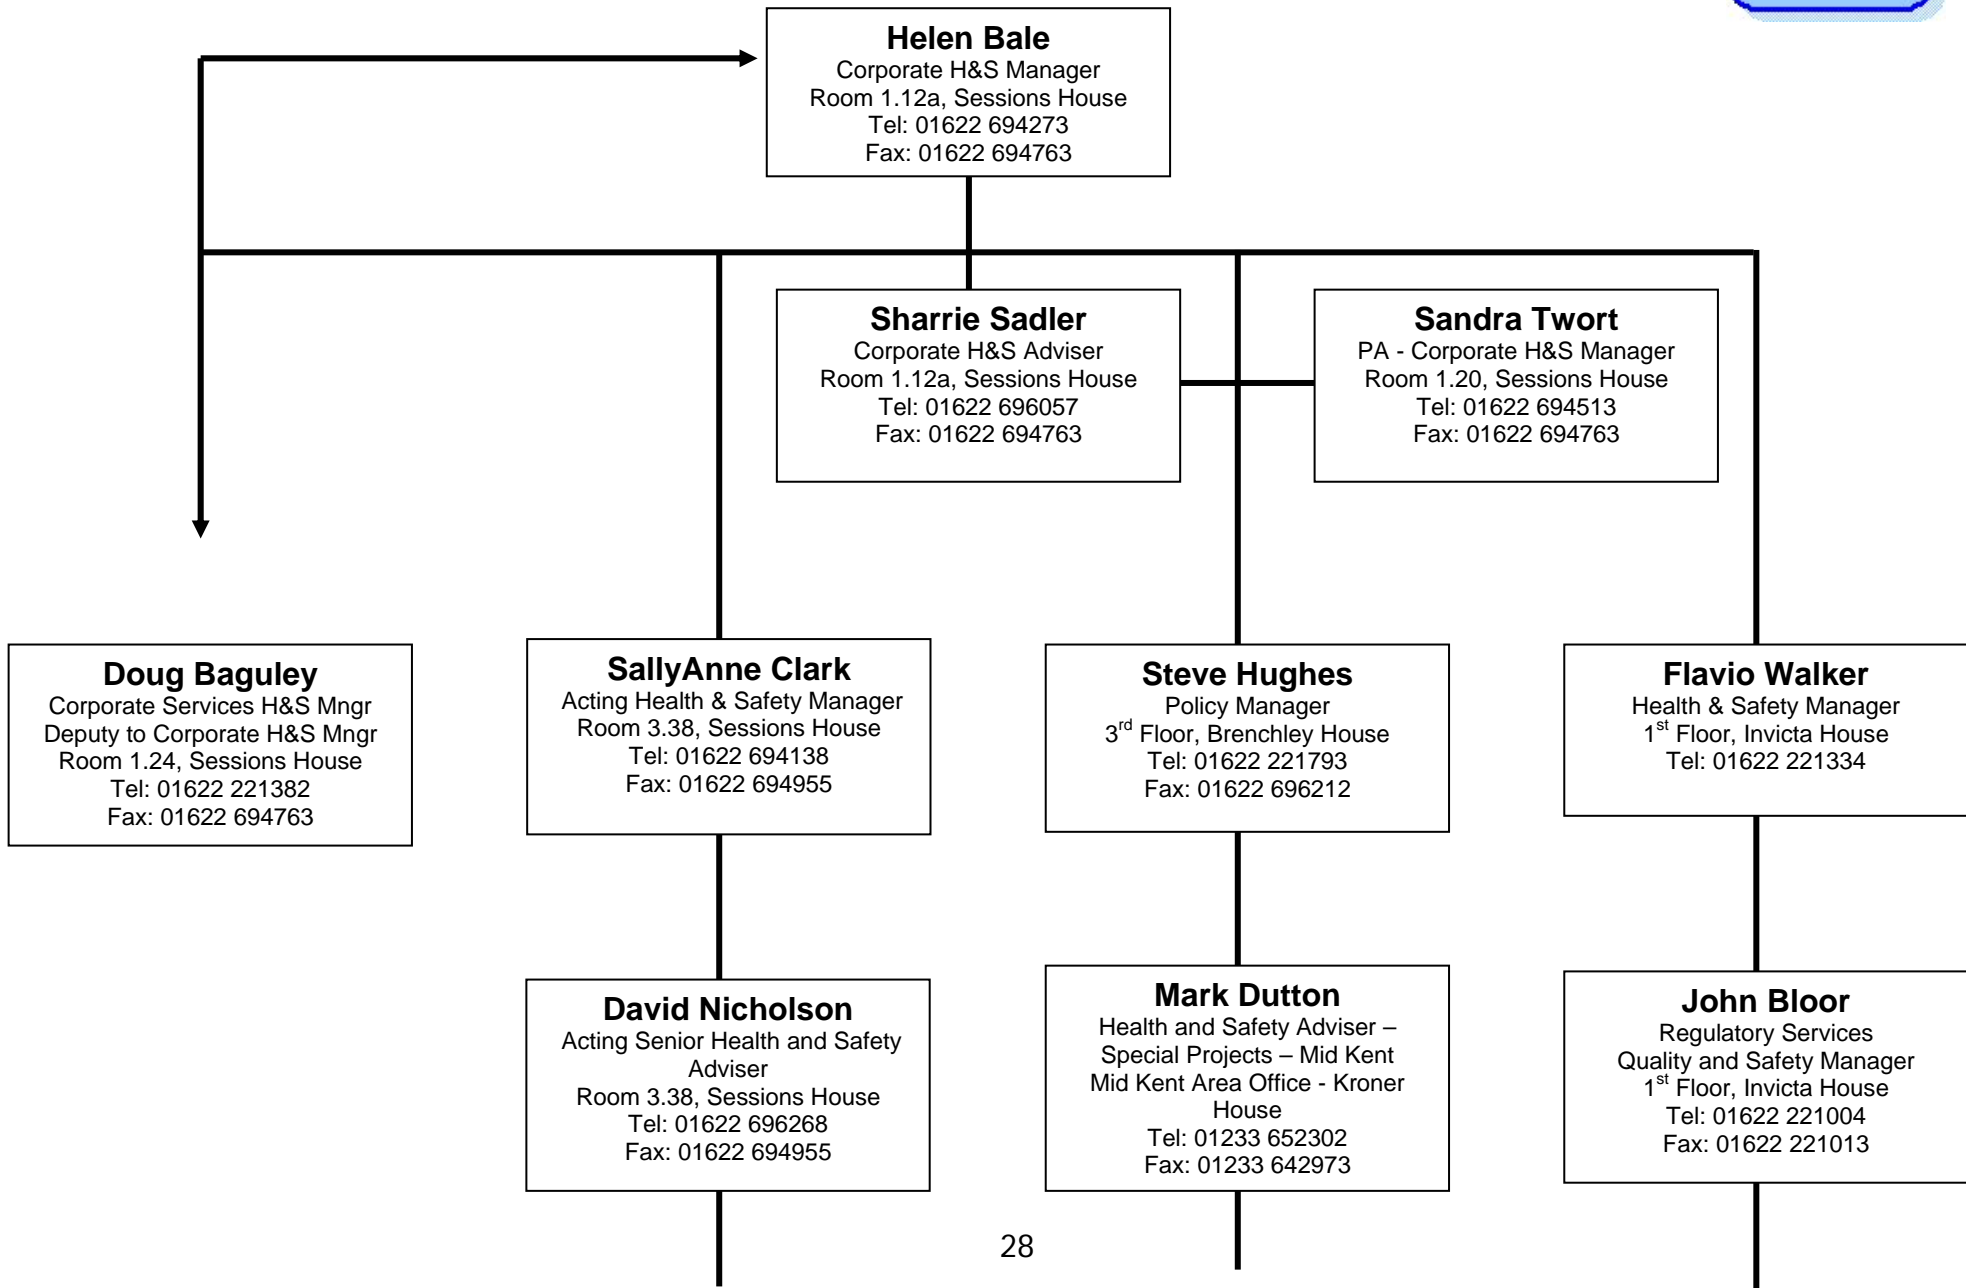 Helen Bale
Corporate H&S Manager
Room 1.12a, Sessions House
Tel: 01622 694273
Fax: 01622 694763
Sharrie Sadler
Corporate H&S Adviser
Room 1.12a, Sessions House
Tel: 01622 696057
Fax: 01622 694763
Sandra Twort
PA - Corporate H&S Manager
Room 1.20, Sessions House
Tel: 01622 694513
Fax: 01622 694763
Doug Baguley
Corporate Services H&S Mngr
Deputy to Corporate H&S Mngr
Room 1.24, Sessions House
Tel: 01622 221382
Fax: 01622 694763
SallyAnne Clark
Acting Health & Safety Manager
Room 3.38, Sessions House
Tel: 01622 694138
Fax: 01622 694955
Steve Hughes
Policy Manager
3rd Floor, Brenchley House
Tel: 01622 221793
Fax: 01622 696212
Flavio Walker
Health & Safety Manager
1st Floor, Invicta House
Tel: 01622 221334
David Nicholson
Acting Senior Health and Safety
Adviser
Room 3.38, Sessions House
Tel: 01622 696268
Fax: 01622 694955
Mark Dutton
Health and Safety Adviser –
Special Projects – Mid Kent
Mid Kent Area Office - Kroner
House
Tel: 01233 652302
Fax: 01233 642973
John Bloor
Regulatory Services
Quality and Safety Manager
1st Floor, Invicta House
Tel: 01622 221004
Fax: 01622 221013
28